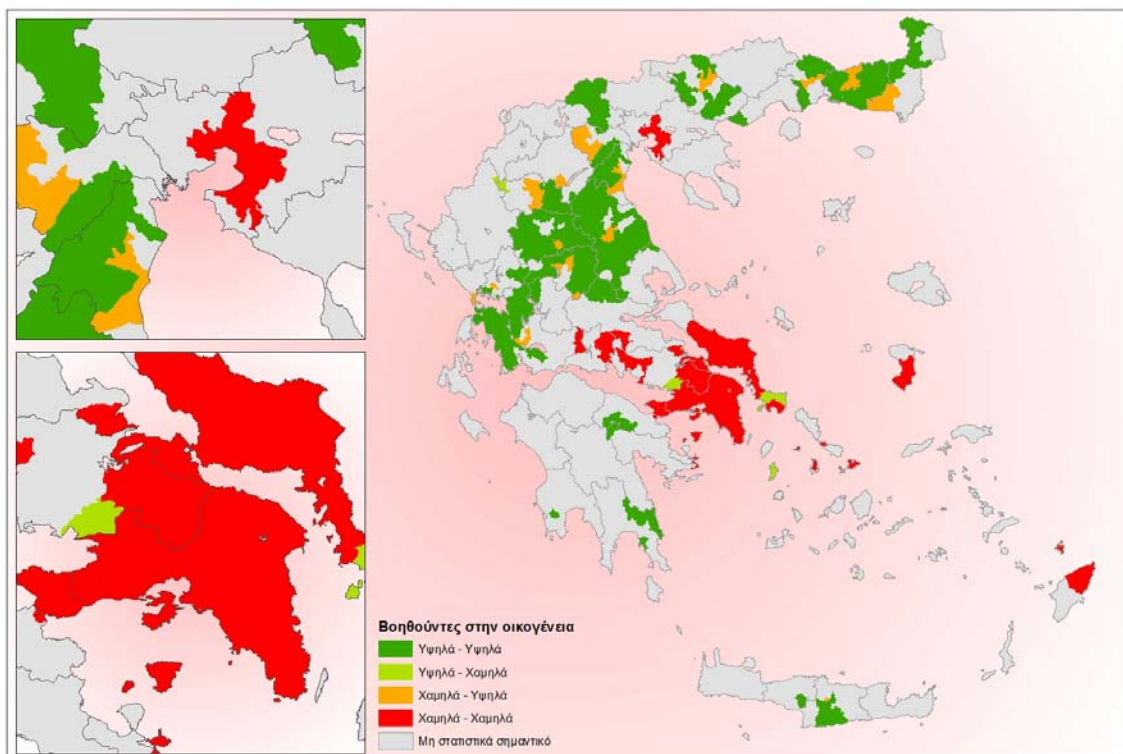 Βοηθούντες στην οικογένεια
Υψηλά - Υψηλά
Υψηλά - Χαμηλά
Χαμηλά - Υψηλά
Χαμηλά - Χαμηλά
Μη στατιστικά σημαντικό